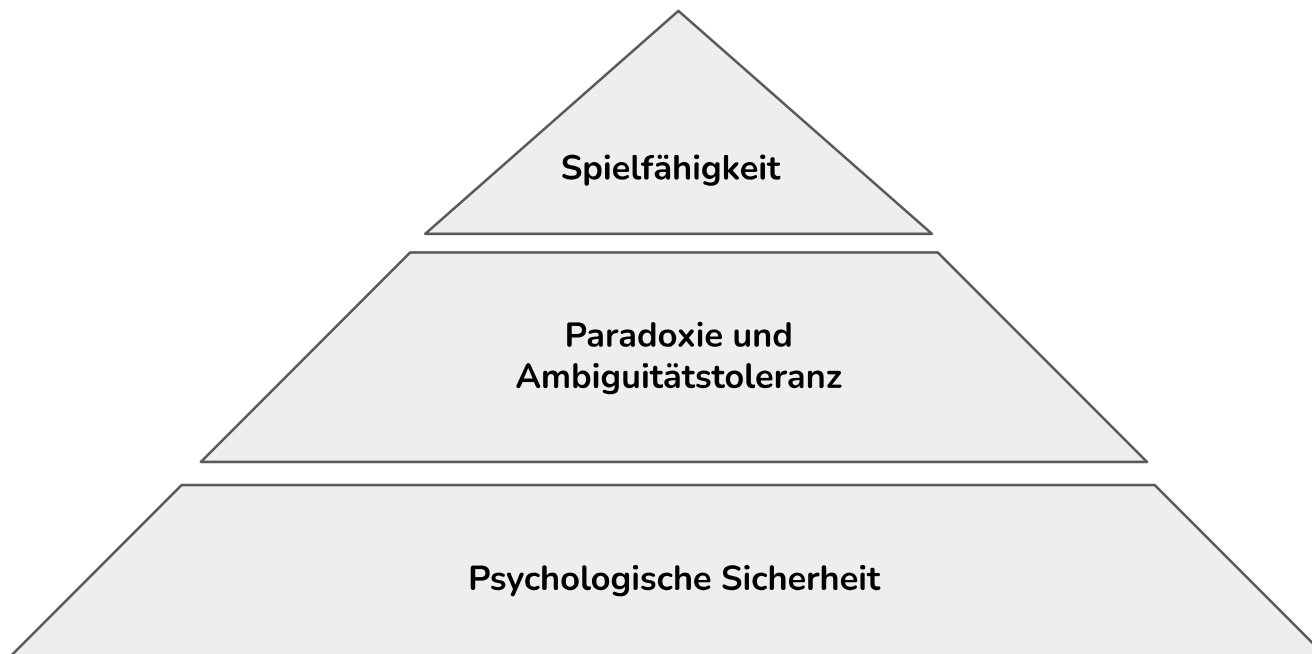 Spielfähigkeit
Paradoxie und
Ambiguitätstoleranz
Psychologische Sicherheit